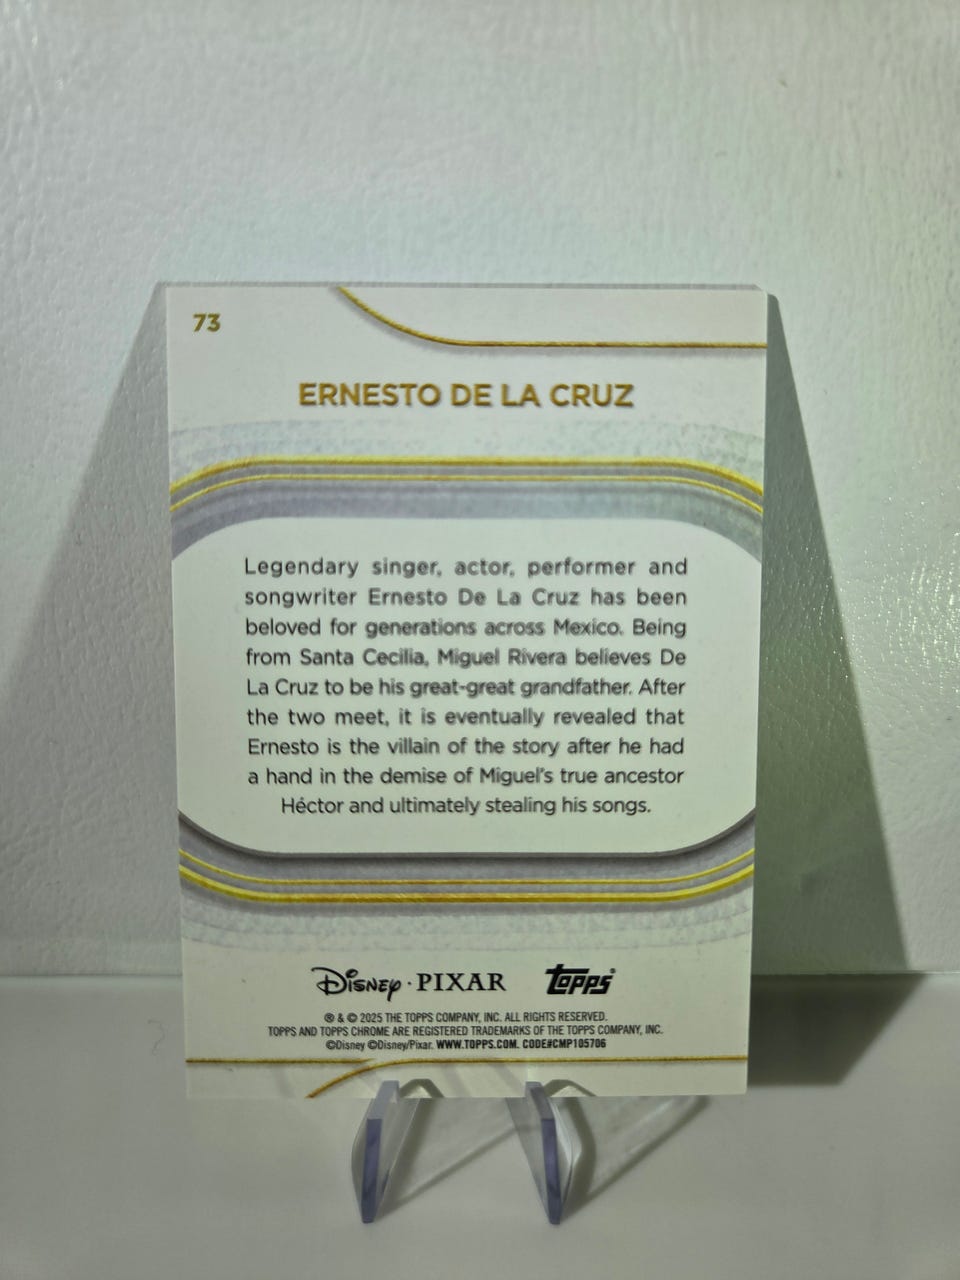 73
ERNESTO DE LA CRUZ
Legendary singer, actor, performer and
songwriter Ernesto De La Cruz has been
beloved for generations across Mexico. Being
from Santa Cecilia, Miguel Rivera believes De
La Cruz to be his great-great grandfather. After
the two meet, it is eventually revealed that
Ernesto is the villain of the story after he had
a hand in the demise of Miguel's true ancestor
Héctor and ultimately stealing his songs.
Disney · PIXAR topps®
® & © 2025 THE TOPPS COMPANY, INC. ALL RIGHTS RESERVED.
TOPPS AND TOPPS CHROME ARE REGISTERED TRADEMARKS OF THE TOPPS COMPANY, INC.
©Disney ©Disney/Pixar. WWW.TOPPS.COM. CODE#CMP105706